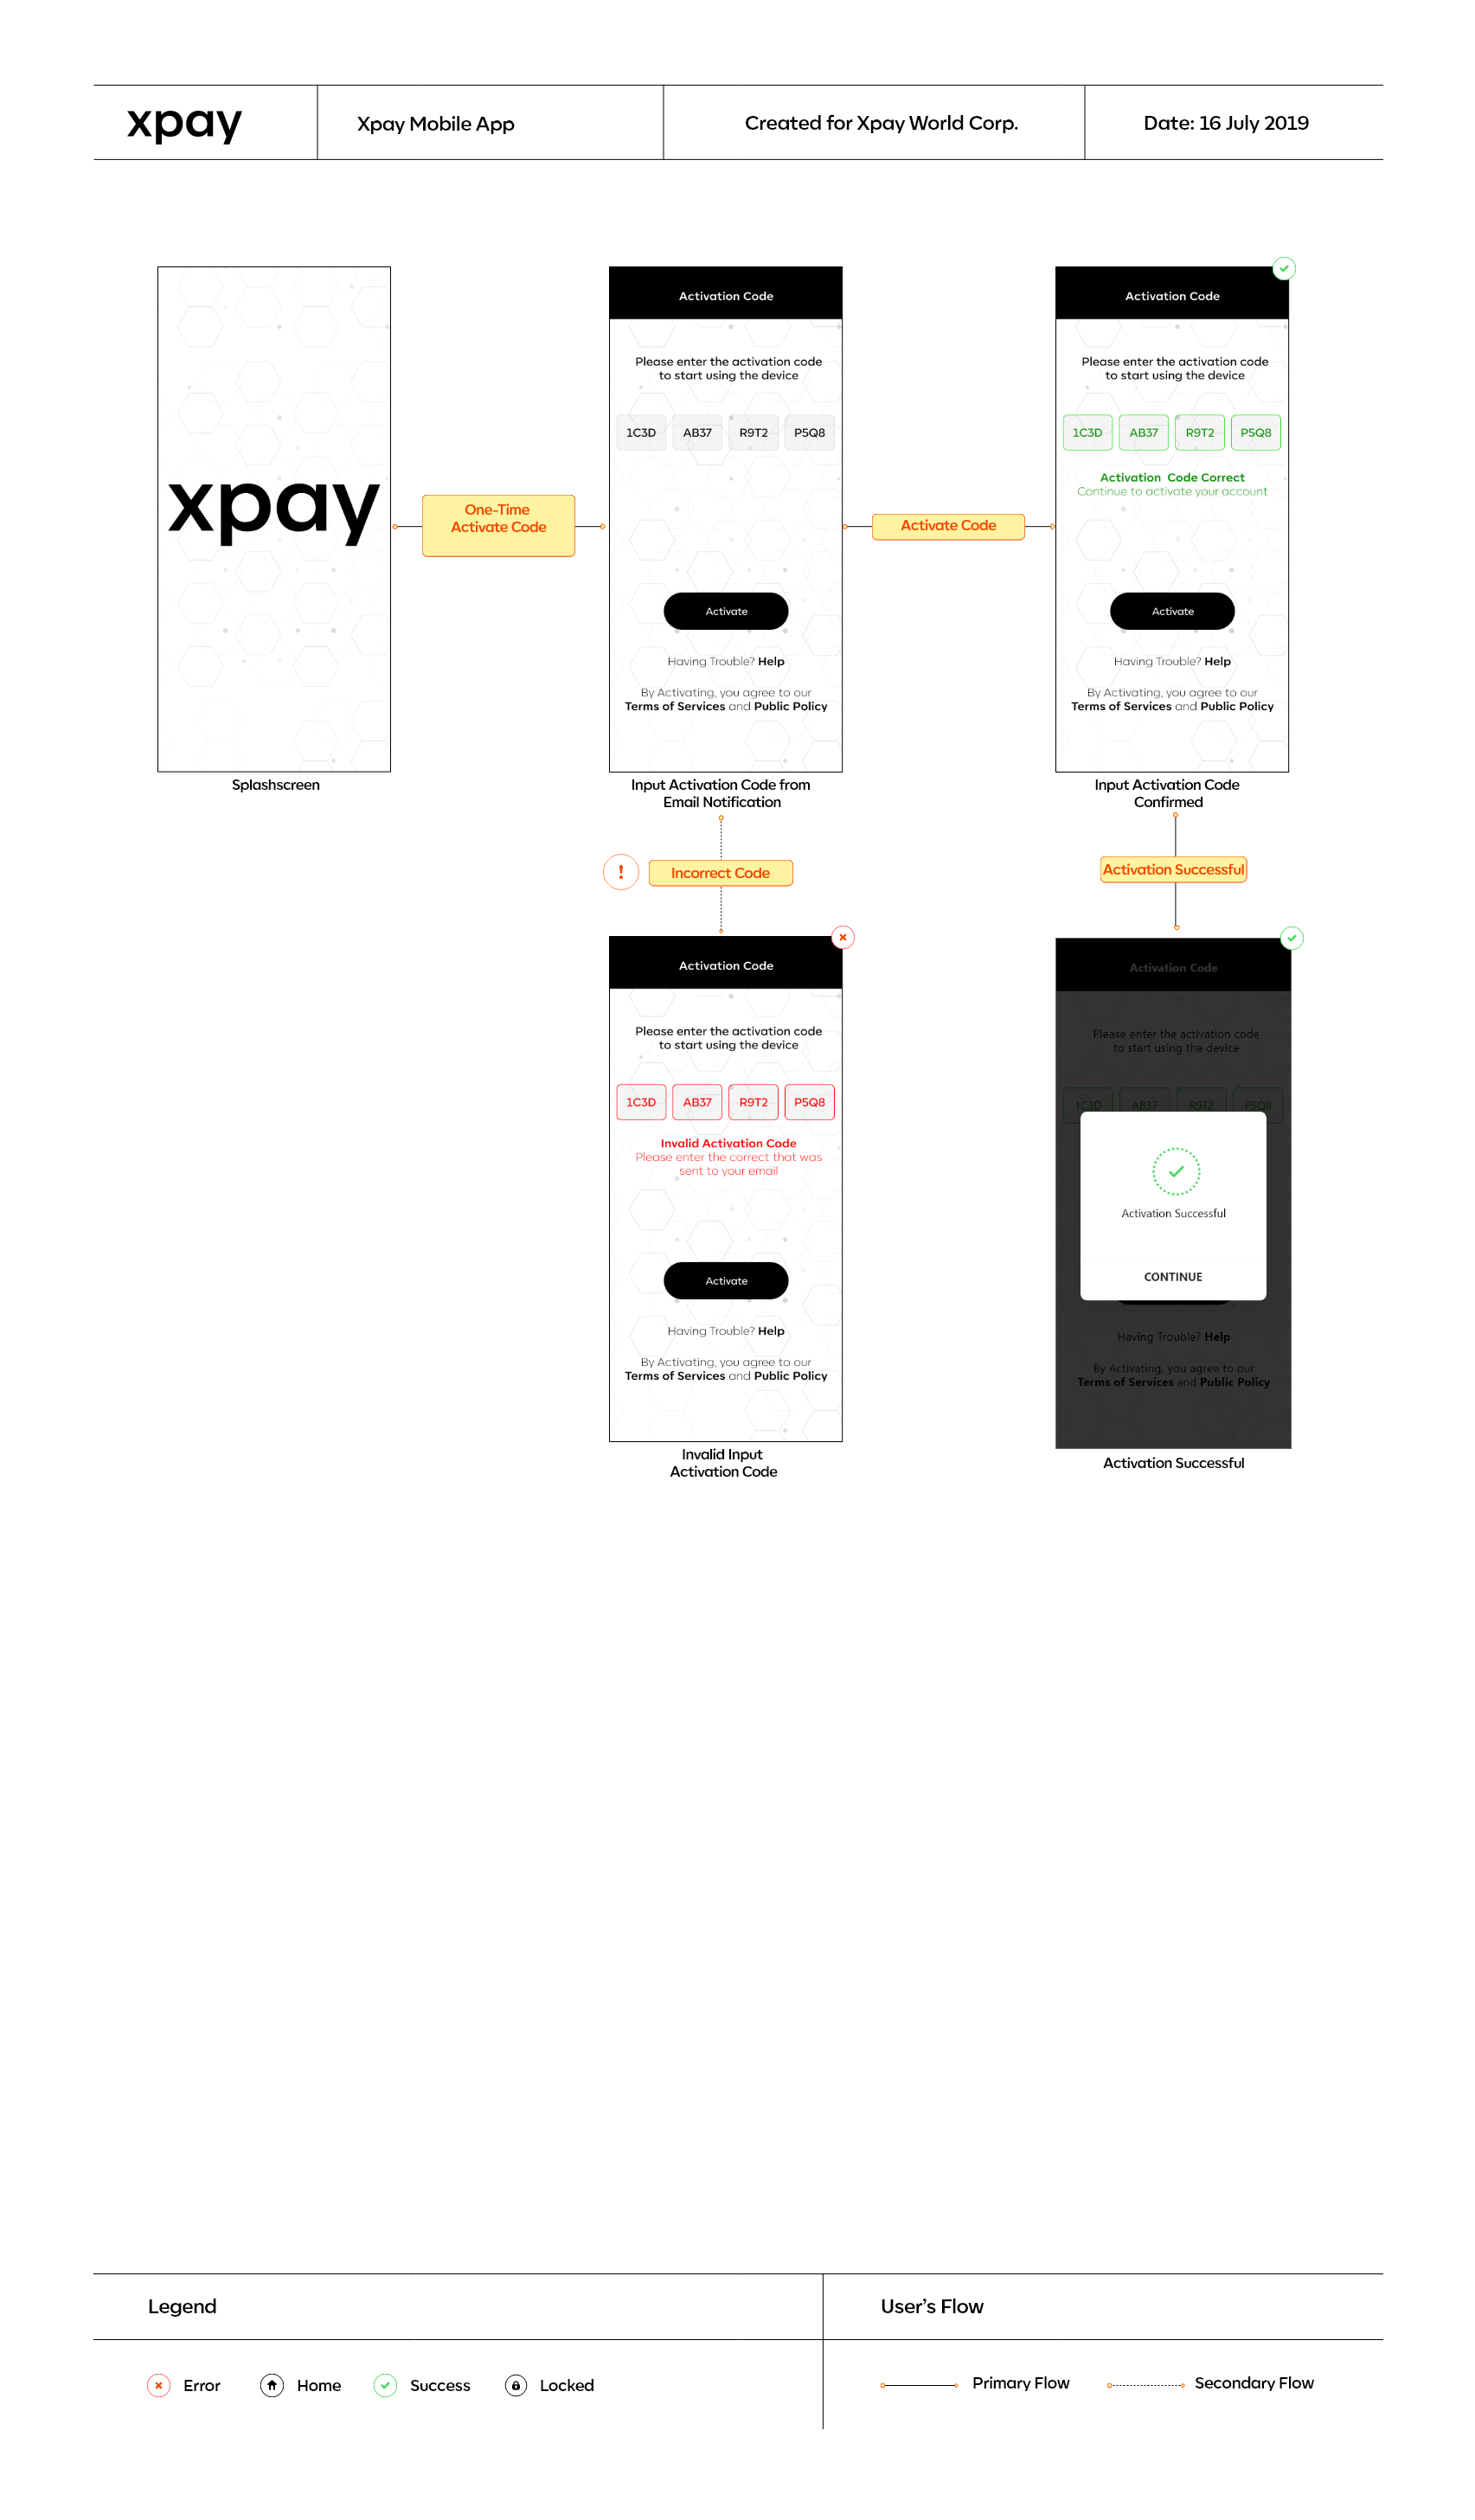 xpay
Xpay Mobile App
Created for Xpay World Corp.
Date: 16 July 2019
xpay
Splashscreen
One-Time
Activate Code
Activation Code
Please enter the activation code
to start using the device
1C3D AB37 R9T2 P5Q8
Activate
Having Trouble? Help
By Activating, you agree to our
Terms of Services and Public Policy
Input Activation Code from
Email Notification
Activate Code
Activation Code
Please enter the activation code
to start using the device
1C3D AB37 R9T2 P5Q8
Activation Code Correct
Continue to activate your account
Activate
Having Trouble? Help
By Activating, you agree to our
Terms of Services and Public Policy
Input Activation Code
Confirmed
! Incorrect Code
Activation Successful
Activation Code
Please enter the activation code
to start using the device
1C3D AB37 R9T2 P5Q8
Invalid Activation Code
Please enter the correct that was
sent to your email
Activate
Having Trouble? Help
By Activating, you agree to our
Terms of Services and Public Policy
Invalid Input
Activation Code
Activation Code
Please enter the activation code
to start using the device
1C3D AB37 R9T2 P5Q8
Activation Successful
CONTINUE
Having Trouble? Help
By Activating, you agree to our
Terms of Services and Public Policy
Activation Successful
Legend
User's Flow
Error Home Success Locked
Primary Flow Secondary Flow